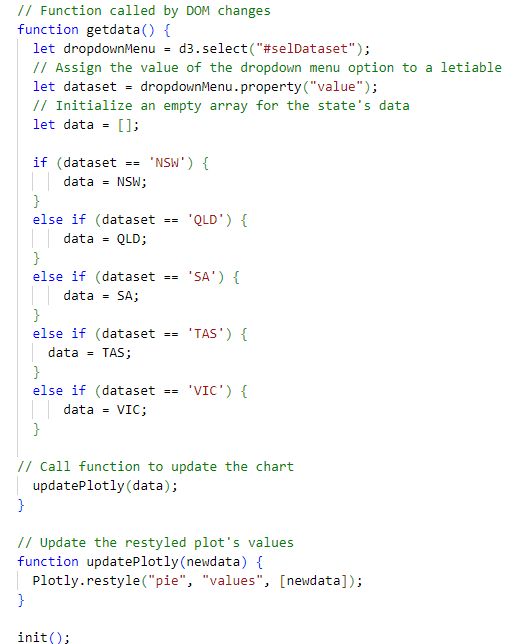 // Function called by DOM changes
function getdata() {
  let dropdownMenu = d3.select("#selDataset");
  // Assign the value of the dropdown menu option to a letiable
  let dataset = dropdownMenu.property("value");
  // Initialize an empty array for the state's data
  let data = [];

  if (dataset == 'NSW') {
      data = NSW;
  }
  else if (dataset == 'QLD') {
      data = QLD;
  }
  else if (dataset == 'SA') {
      data = SA;
  }
  else if (dataset == 'TAS') {
    data = TAS;
  }
  else if (dataset == 'VIC') {
      data = VIC;
  }

// Call function to update the chart
  updatePlotly(data);
}

// Update the restyled plot's values
function updatePlotly(newdata) {
  Plotly.restyle("pie", "values", [newdata]);
}

init();